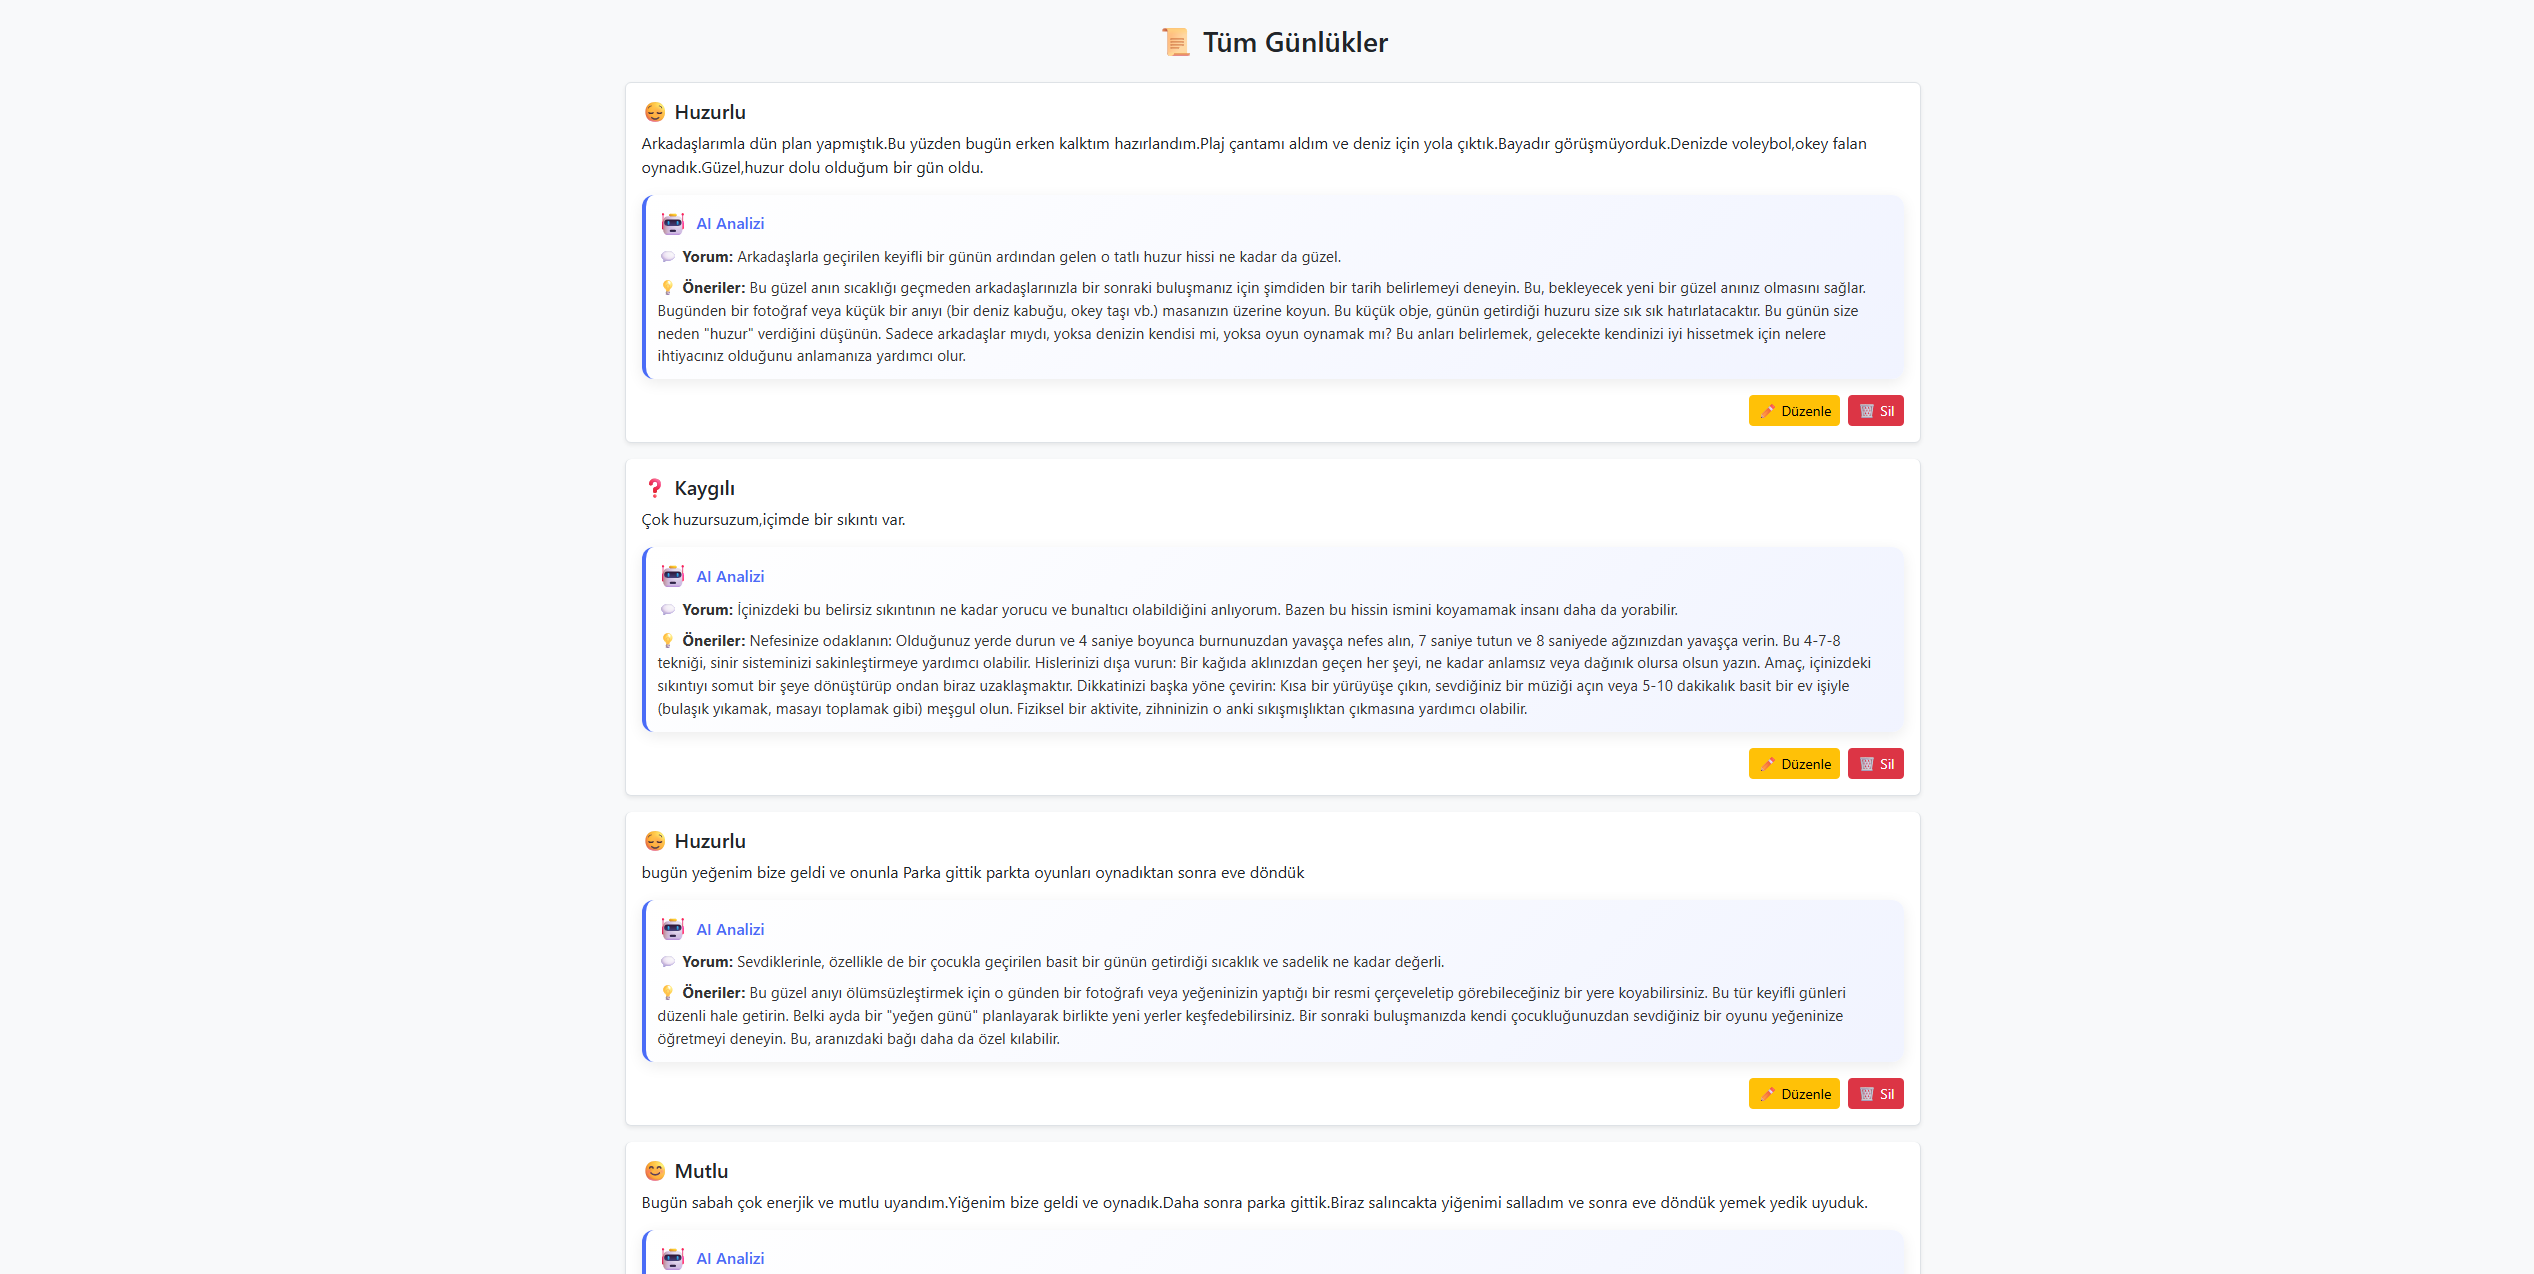 📜 Tüm Günlükler
😌 Huzurlu
Arkadaşlarımla dün plan yapmıştık.Bu yüzden bugün erken kalktım hazırlandım.Plaj çantamı aldım ve deniz için yola çıktık.Bayadır görüşmüyorduk.Denizde voleybol,okey falan
oynadık.Güzel,huzur dolu olduğum bir gün oldu.
🤖 AI Analizi
💬 Yorum: Arkadaşlarla geçirilen keyifli bir günün ardından gelen o tatlı huzur hissi ne kadar da güzel.
💡 Öneriler: Bu güzel anın sıcaklığı geçmeden arkadaşlarınızla bir sonraki buluşmanız için şimdiden bir tarih belirlemeyi deneyin. Bu, bekleyecek yeni bir güzel anınız olmasını sağlar.
Bugünden bir fotoğraf veya küçük bir anıyı (bir deniz kabuğu, okey taşı vb.) masanızın üzerine koyun. Bu küçük obje, günün getirdiği huzuru size sık sık hatırlatacaktır. Bu günün size
neden "huzur" verdiğini düşünün. Sadece arkadaşlar mıydı, yoksa denizin kendisi mi, yoksa oyun oynamak mı? Bu anları belirlemek, gelecekte kendinizi iyi hissetmek için nelere
ihtiyacınız olduğunu anlamanıza yardımcı olur.
✏️ Düzenle 🗑️ Sil
❓ Kaygılı
Çok huzursuzum,içimde bir sıkıntı var.
🤖 AI Analizi
💬 Yorum: İçinizdeki bu belirsiz sıkıntının ne kadar yorucu ve bunaltıcı olabildiğini anlıyorum. Bazen bu hissin ismini koyamamak insanı daha da yorabilir.
💡 Öneriler: Nefesinize odaklanın: Olduğunuz yerde durun ve 4 saniye boyunca burnunuzdan yavaşça nefes alın, 7 saniye tutun ve 8 saniyede ağzınızdan yavaşça verin. Bu 4-7-8
tekniği, sinir sisteminizi sakinleştirmeye yardımcı olabilir. Hislerinizi dışa vurun: Bir kağıda aklınızdan geçen her şeyi, ne kadar anlamsız veya dağınık olursa olsun yazın. Amaç, içinizdeki
sıkıntıyı somut bir şeye dönüştürüp ondan biraz uzaklaşmaktır. Dikkatinizi başka yöne çevirin: Kısa bir yürüyüşe çıkın, sevdiğiniz bir müziği açın veya 5-10 dakikalık basit bir ev işiyle
(bulaşık yıkamak, masayı toplamak gibi) meşgul olun. Fiziksel bir aktivite, zihninizin o anki sıkışmışlıktan çıkmasına yardımcı olabilir.
✏️ Düzenle 🗑️ Sil
😌 Huzurlu
bugün yeğenim bize geldi ve onunla Parka gittik parkta oyunları oynadıktan sonra eve döndük
🤖 AI Analizi
💬 Yorum: Sevdiklerinle, özellikle de bir çocukla geçirilen basit bir günün getirdiği sıcaklık ve sadelik ne kadar değerli.
💡 Öneriler: Bu güzel anıyı ölümsüzleştirmek için o günden bir fotoğrafı veya yeğeninizin yaptığı bir resmi çerçeveletip görebileceğiniz bir yere koyabilirsiniz. Bu tür keyifli günleri
düzenli hale getirin. Belki ayda bir "yeğen günü" planlayarak birlikte yeni yerler keşfedebilirsiniz. Bir sonraki buluşmanızda kendi çocukluğunuzdan sevdiğiniz bir oyunu yeğeninize
öğretmeyi deneyin. Bu, aranızdaki bağı daha da özel kılabilir.
✏️ Düzenle 🗑️ Sil
😊 Mutlu
Bugün sabah çok enerjik ve mutlu uyandım.Yiğenim bize geldi ve oynadık.Daha sonra parka gittik.Biraz salıncakta yiğenimi salladım ve sonra eve döndük yemek yedik uyuduk.
🤖 AI Analizi